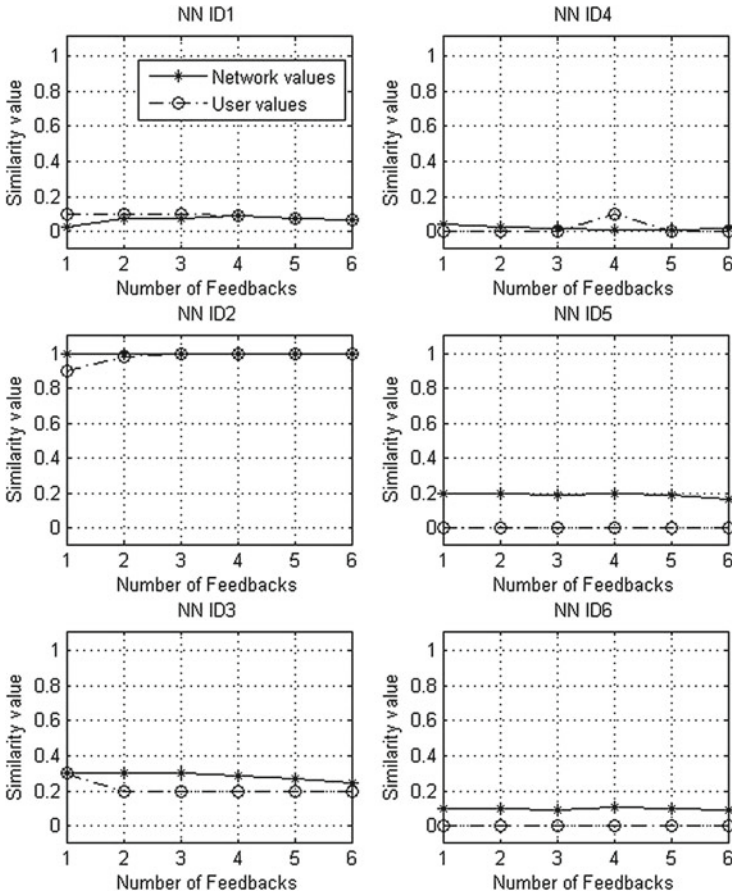 NN ID1
1
0.8
0.6
0.4
0.2
0
Similarity value
Network values
User values
1 2 3 4 5 6
Number of Feedbacks
NN ID4
1
0.8
0.6
0.4
0.2
0
Similarity value
1 2 3 4 5 6
Number of Feedbacks
NN ID2
1
0.8
0.6
0.4
0.2
0
Similarity value
1 2 3 4 5 6
Number of Feedbacks
NN ID5
1
0.8
0.6
0.4
0.2
0
Similarity value
1 2 3 4 5 6
Number of Feedbacks
NN ID3
1
0.8
0.6
0.4
0.2
0
Similarity value
1 2 3 4 5 6
Number of Feedbacks
NN ID6
1
0.8
0.6
0.4
0.2
0
Similarity value
1 2 3 4 5 6
Number of Feedbacks